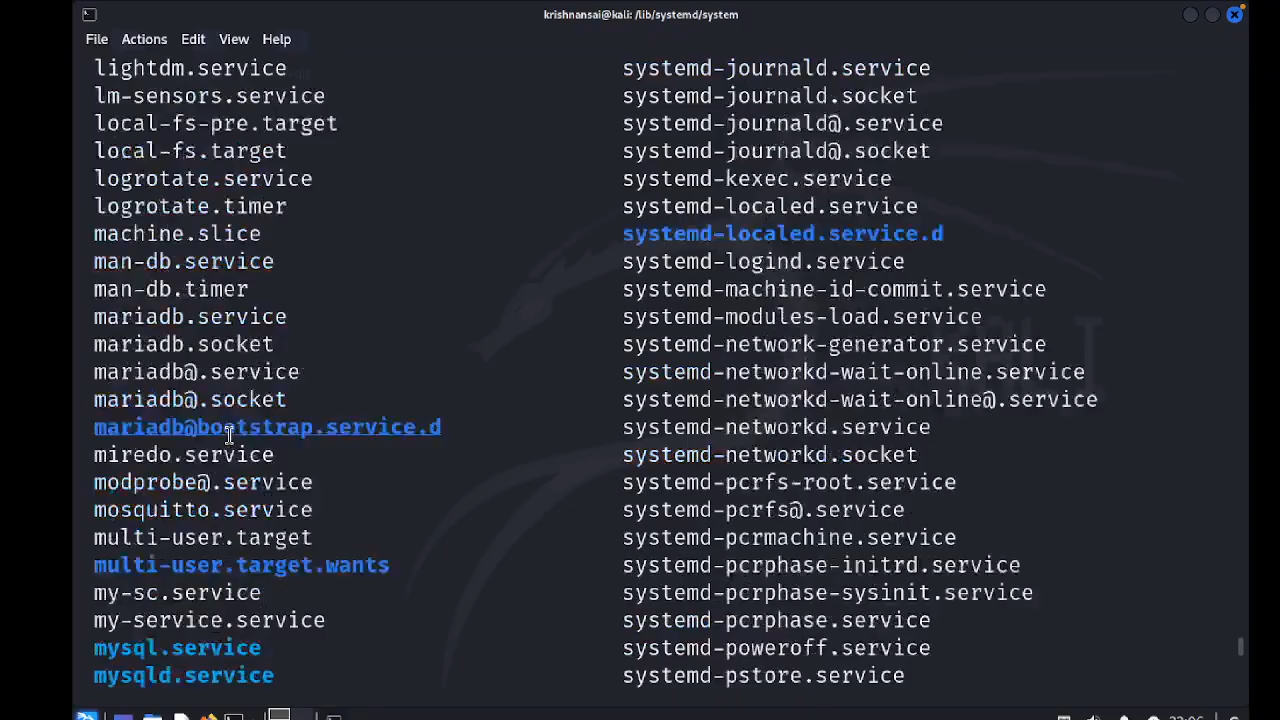 krishnansai@kali: /lib/systemd/system
File Actions Edit View Help
lightdm.service
lm-sensors.service
local-fs-pre.target
local-fs.target
logrotate.service
logrotate.timer
machine.slice
man-db.service
man-db.timer
mariadb.service
mariadb.socket
mariadb@.service
mariadb@.socket
mariadb@bootstrap.service.d
miredo.service
modprobe@.service
mosquitto.service
multi-user.target
multi-user.target.wants
my-sc.service
my-service.service
mysql.service
mysqld.service
systemd-journald.service
systemd-journald.socket
systemd-journald@.service
systemd-journald@.socket
systemd-kexec.service
systemd-localed.service
systemd-localed.service.d
systemd-logind.service
systemd-machine-id-commit.service
systemd-modules-load.service
systemd-network-generator.service
systemd-networkd-wait-online.service
systemd-networkd-wait-online@.service
systemd-networkd.service
systemd-networkd.socket
systemd-pcrfs-root.service
systemd-pcrfs@.service
systemd-pcrmachine.service
systemd-pcrphase-initrd.service
systemd-pcrphase-sysinit.service
systemd-pcrphase.service
systemd-poweroff.service
systemd-pstore.service